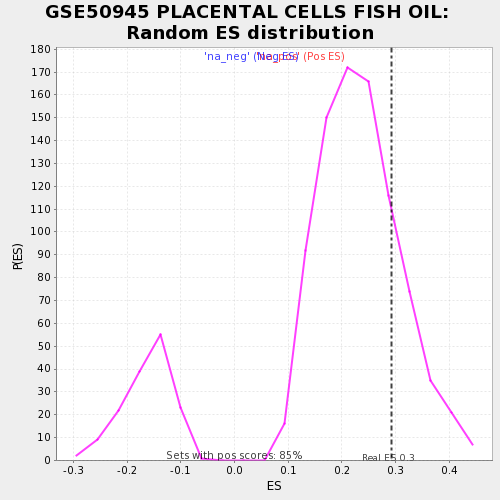 GSE50945 PLACENTAL CELLS FISH OIL:
Random ES distribution
'na_neg' (Neg ES)
'Na_pos' (Pos ES)
P(ES)
180
170
160
150
140
130
120
110
100
90
80
70
60
50
40
30
20
10
0
Sets with pos scores: 85%
Real ES 0.3
-0.3 -0.2 -0.1 0.0 0.1 0.2 0.3 0.4
ES